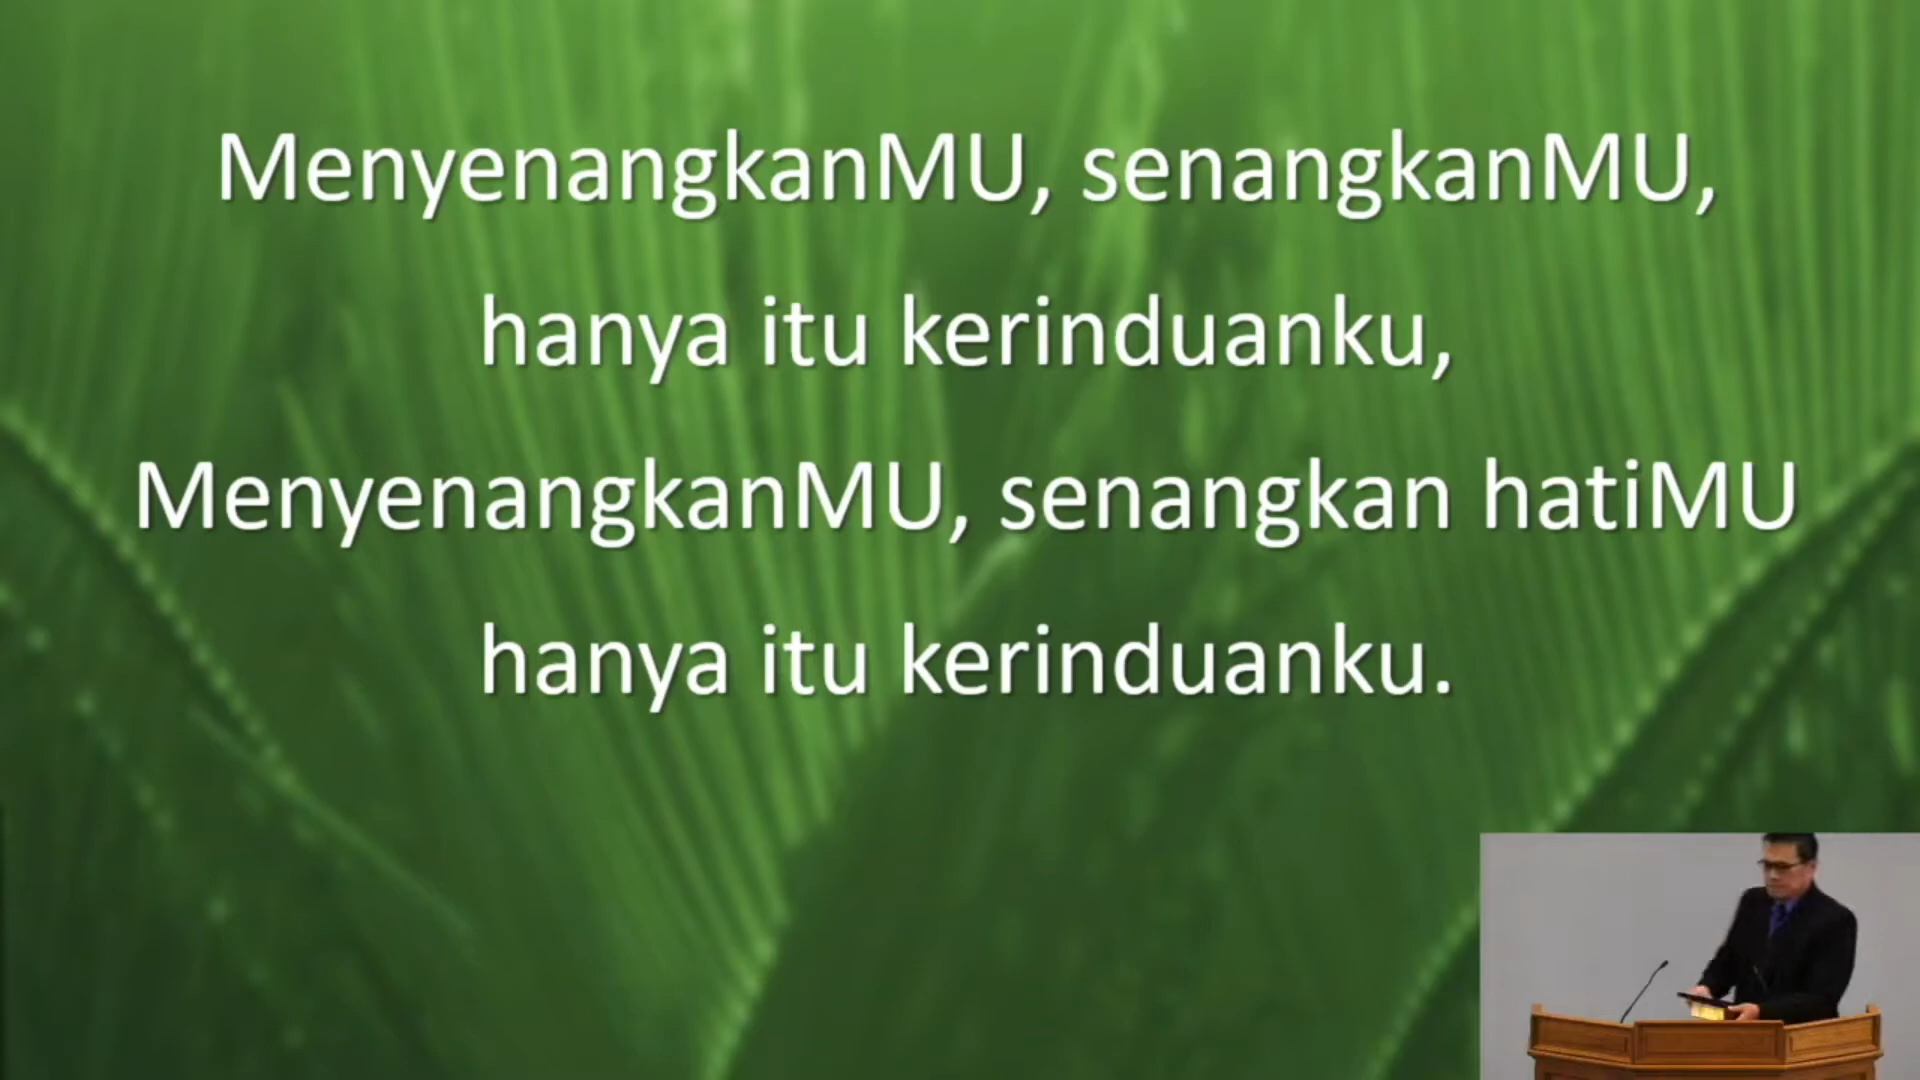 MenyenangkanMU, senangkanMU,
hanya itu kerinduanku,
MenyenangkanMU, senangkan hatiMU
hanya itu kerinduanku.